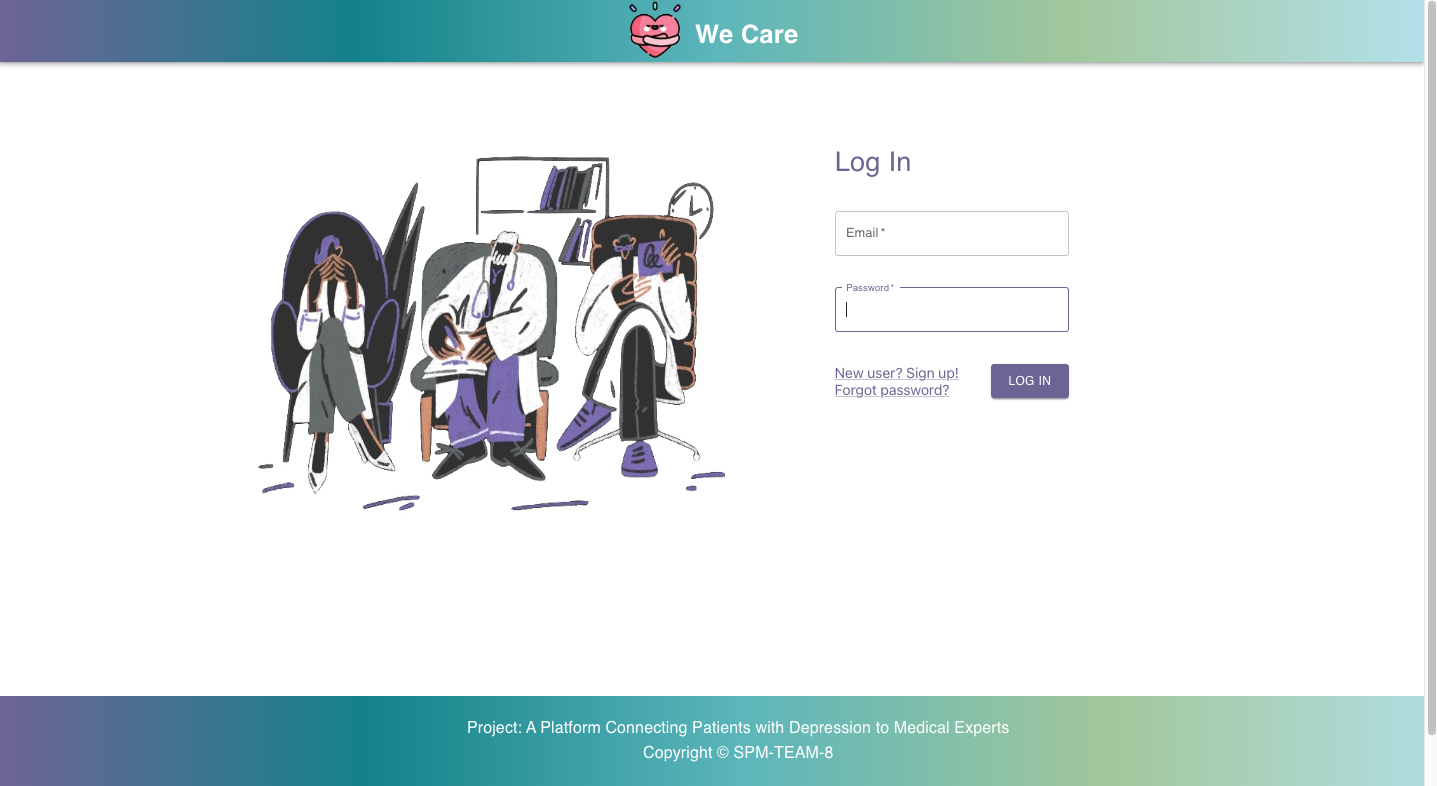 We Care
Log In
Email *
Password *
New user? Sign up!
Forgot password?
LOG IN
Project: A Platform Connecting Patients with Depression to Medical Experts
Copyright © SPM-TEAM-8